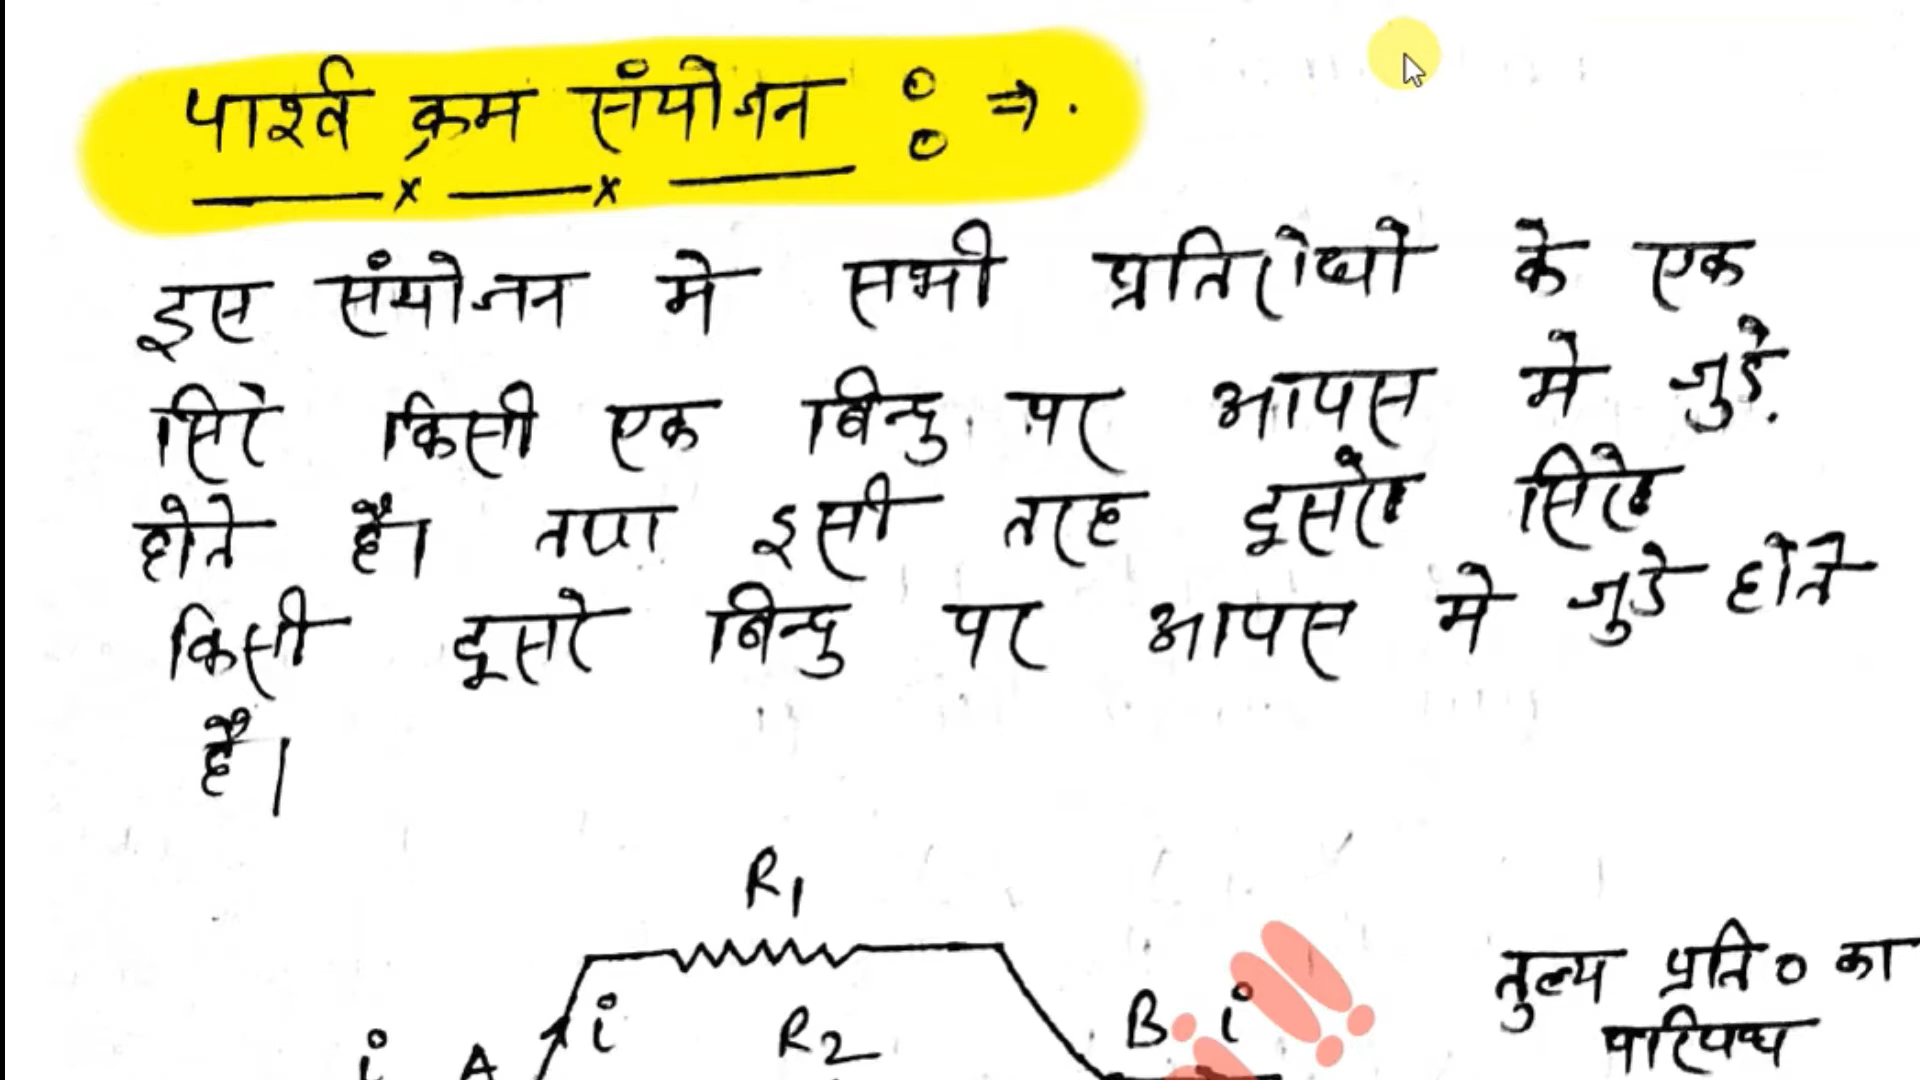 पार्श्व क्रम संयोजन : ⇒.
इस संयोजन मे सभी प्रतिरोधो के एक
सिरे किसी एक बिन्दु पर आपस मे जुडे
होते है। तथा इसी तरह दूसरे सिरे
किसी दूसरे बिन्दु पर आपस मे जुडे होते
है।
R1
i
R2
i A
B i
तुल्य प्रति० का
परिपथ